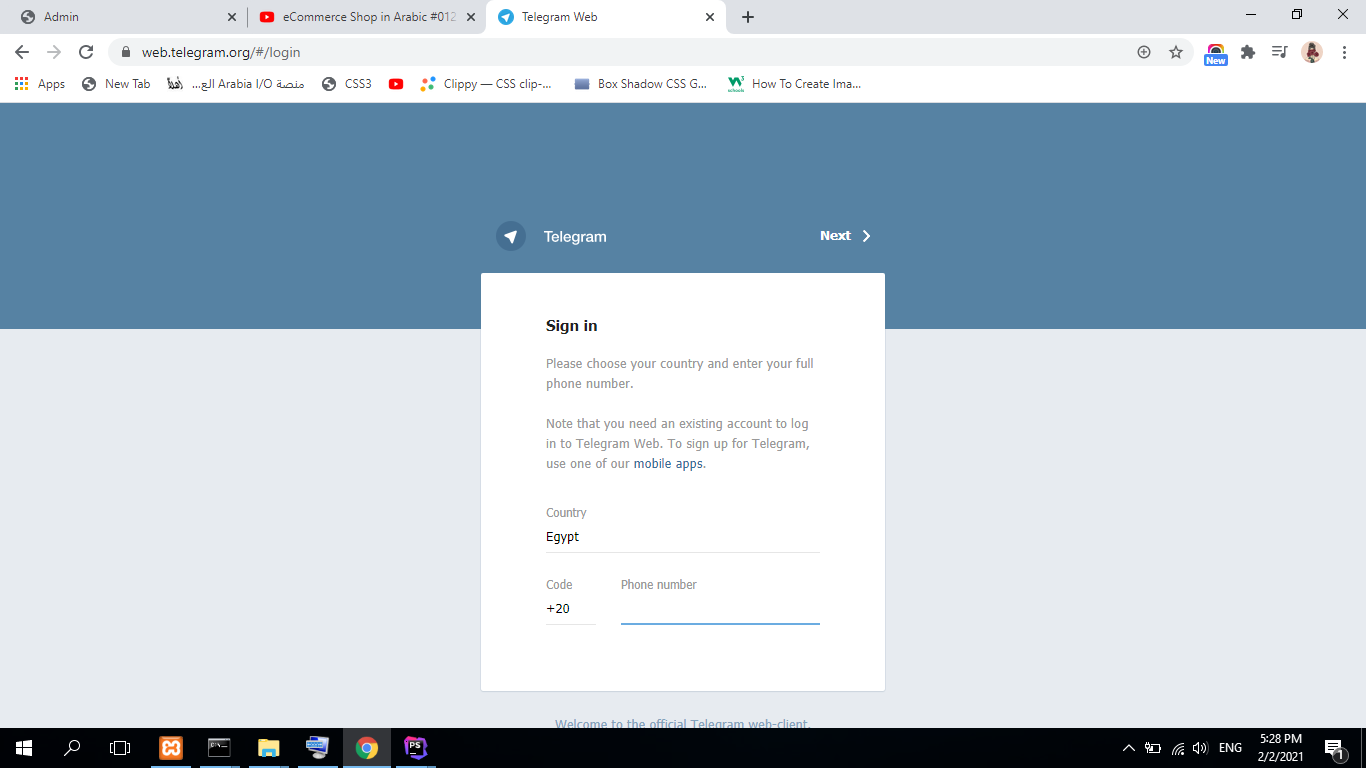 Admin
eCommerce Shop in Arabic #012
Telegram Web
web.telegram.org/#/login
New
Apps
New Tab
منصة Arabia I/O الع...
CSS3
Clippy — CSS clip-...
Box Shadow CSS G...
How To Create Ima...
Telegram
Next
Sign in
Please choose your country and enter your full
phone number.
Note that you need an existing account to log
in to Telegram Web. To sign up for Telegram,
use one of our mobile apps.
Country
Egypt
Code
Phone number
+20
Welcome to the official Telegram web-client.
PS
ENG
5:28 PM
2/2/2021
1